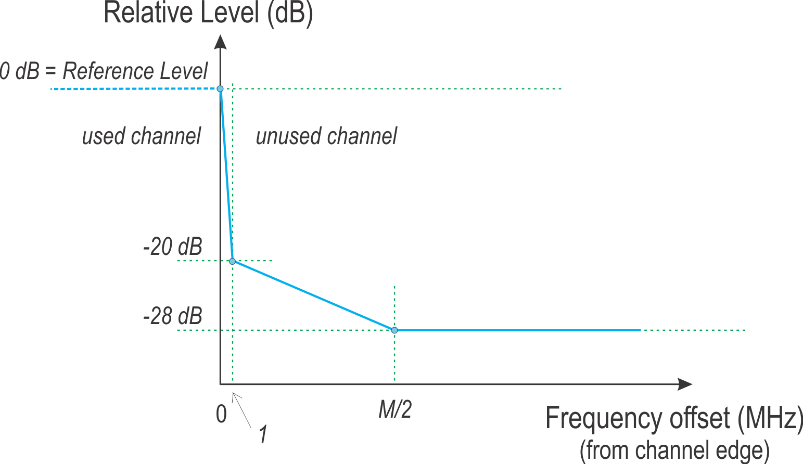 Relative Level (dB)
0 dB = Reference Level
used channel
unused channel
-20 dB
-28 dB
0
1
M/2
Frequency offset (MHz)
(from channel edge)